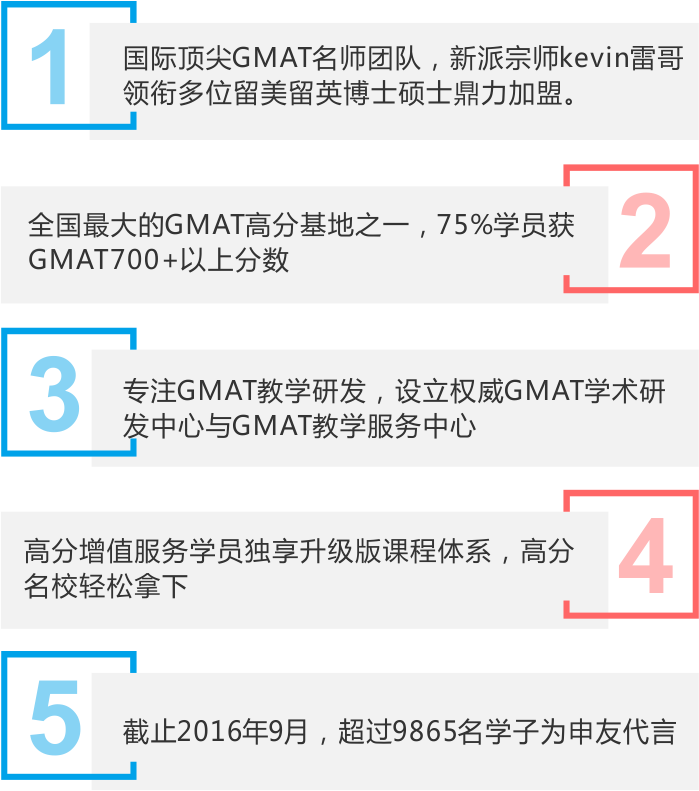 1
国际顶尖GMAT名师团队，新派宗师kevin雷哥
领衔多位留美留英博士硕士鼎力加盟。
2
全国最大的GMAT高分基地之一，75%学员获
GMAT700+以上分数
3
专注GMAT教学研发，设立权威GMAT学术研
发中心与GMAT教学服务中心
4
高分增值服务学员独享升级版课程体系，高分
名校轻松拿下
5
截止2016年9月，超过9865名学子为申友代言